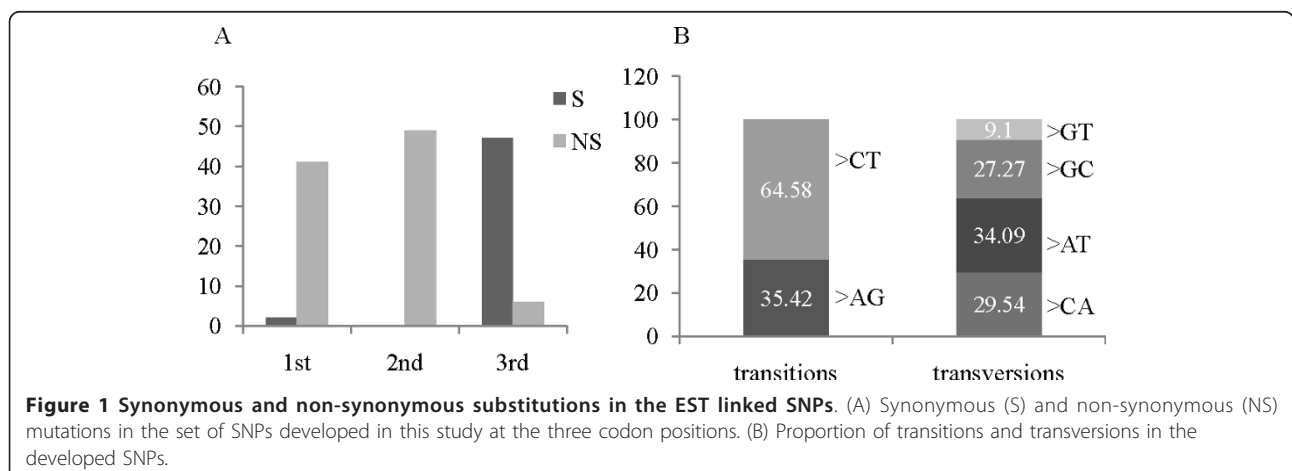 A
60
50
40
30
20
10
0
S
NS
1st 2nd 3rd
B
120
100
80
60
40
20
0
64.58
35.42
>CT
>AG
9.1
27.27
34.09
29.54
>GT
>GC
>AT
>CA
transitions transversions
Figure 1 Synonymous and non-synonymous substitutions in the EST linked SNPs. (A) Synonymous (S) and non-synonymous (NS)
mutations in the set of SNPs developed in this study at the three codon positions. (B) Proportion of transitions and transversions in the
developed SNPs.